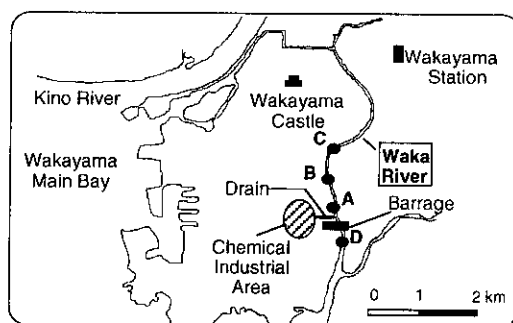 Wakayama
Station
Kino River
Wakayama
Castle
C
Wakayama
Main Bay
Waka
River
B
Drain
A
Barrage
D
Chemical
Industrial
Area
0 1 2 km